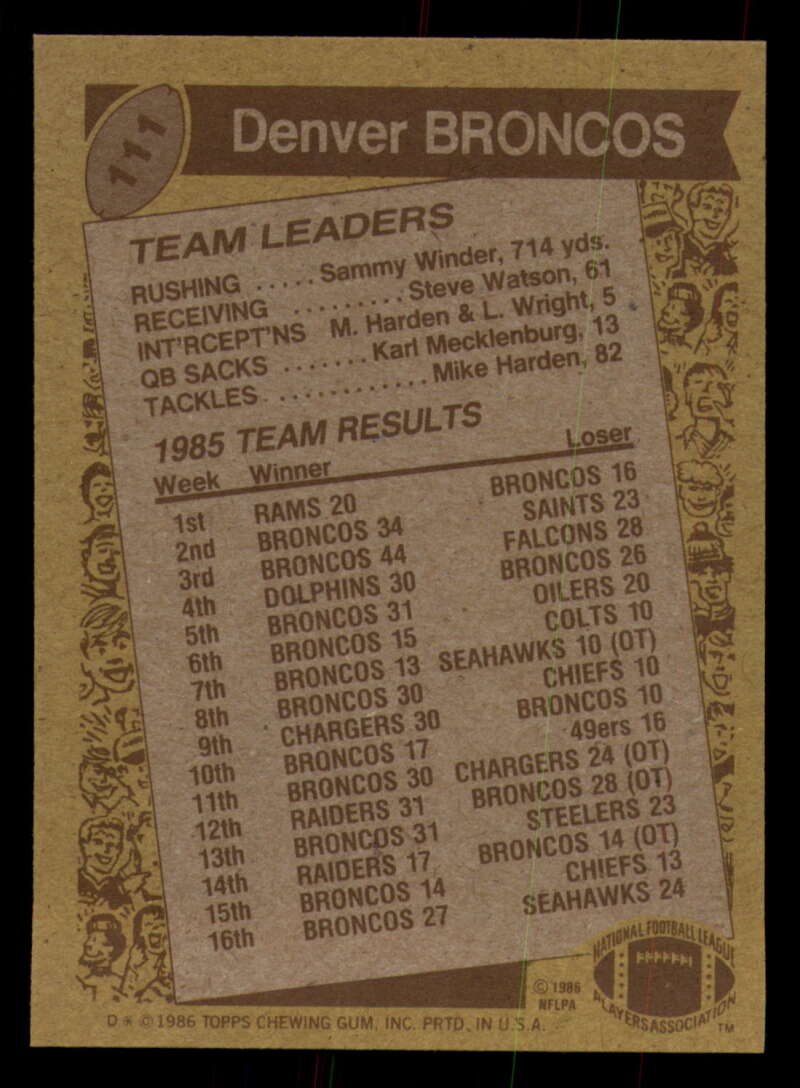 111
Denver BRONCOS
TEAM LEADERS
RUSHING ..... Sammy Winder, 714 yds.
RECEIVING ......... Steve Watson, 61
INT'RCEPT'NS M. Harden & L. Wright, 5
QB SACKS ....... Karl Mecklenburg, 13
TACKLES ............ Mike Harden, 82
1985 TEAM RESULTS
Week Winner Loser
1st RAMS 20 BRONCOS 16
2nd BRONCOS 34 SAINTS 23
3rd BRONCOS 44 FALCONS 28
4th DOLPHINS 30 BRONCOS 26
5th BRONCOS 31 OILERS 20
6th BRONCOS 15 COLTS 10
7th BRONCOS 13 SEAHAWKS 10 (OT)
8th BRONCOS 30 CHIEFS 10
9th CHARGERS 30 BRONCOS 10
10th BRONCOS 17 49ers 16
11th BRONCOS 30 CHARGERS 24 (OT)
12th RAIDERS 31 BRONCOS 28 (OT)
13th BRONCOS 31 STEELERS 23
14th RAIDERS 17 BRONCOS 14 (OT)
15th BRONCOS 14 CHIEFS 13
16th BRONCOS 27 SEAHAWKS 24
© 1986
NFLPA
NATIONAL FOOTBALL LEAGUE
PLAYERS ASSOCIATION
TM
D * © 1986 TOPPS CHEWING GUM, INC. PRTD. IN U.S.A.